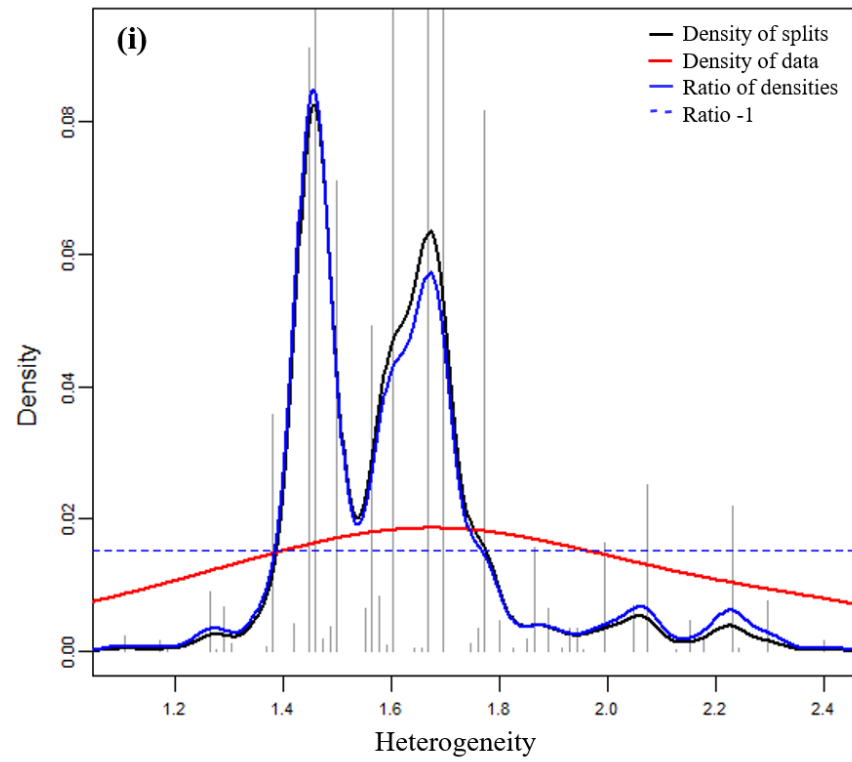 (i)
Density of splits
Density of data
Ratio of densities
Ratio -1
Density
0.08
0.06
0.04
0.02
0.00
1.2 1.4 1.6 1.8 2.0 2.2 2.4
Heterogeneity